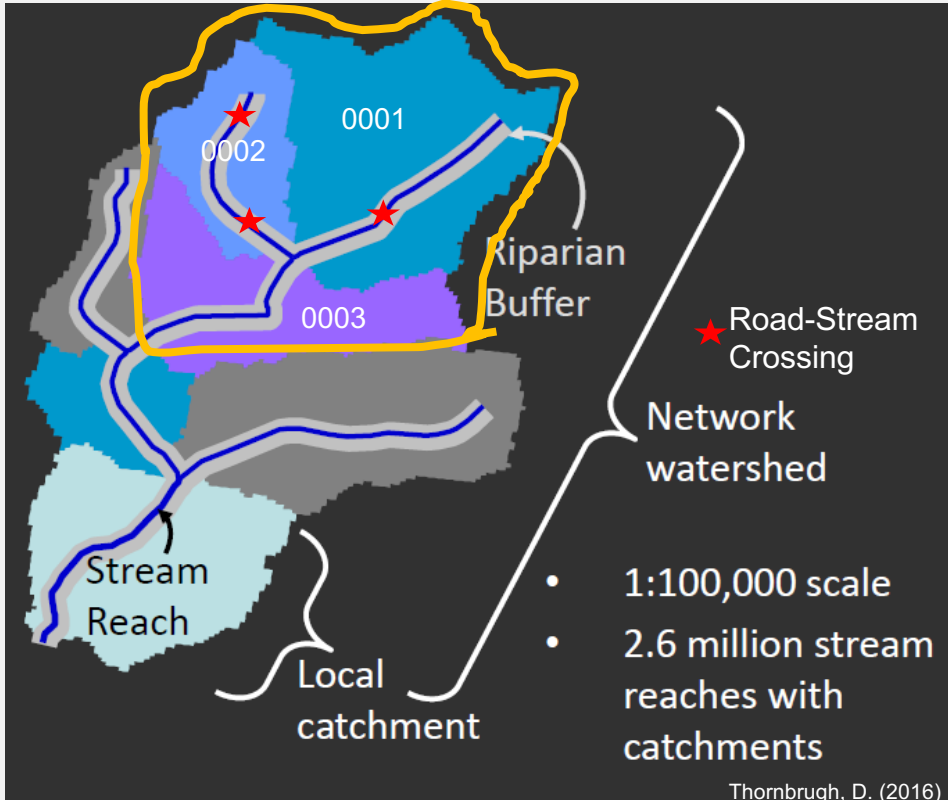 0001
0002
0003
Riparian
Buffer
Road-Stream
Crossing
Network
watershed
Stream
Reach
Local
catchment
• 1:100,000 scale
• 2.6 million stream
reaches with
catchments
Thornbrugh, D. (2016)